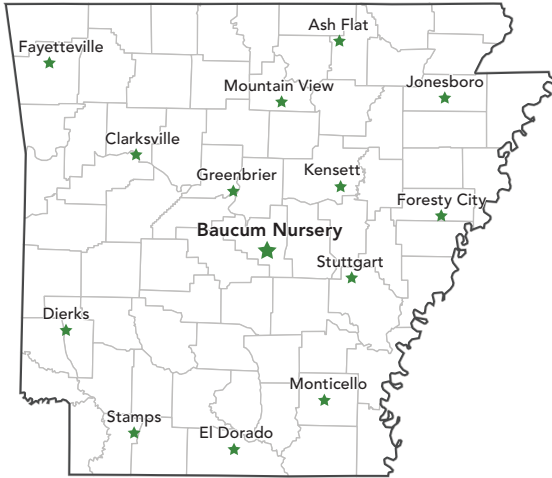 Ash Flat
Fayetteville
Mountain View
Jonesboro
Clarksville
Greenbrier
Kensett
Foresty City
Baucum Nursery
Stuttgart
Dierks
Monticello
Stamps
El Dorado